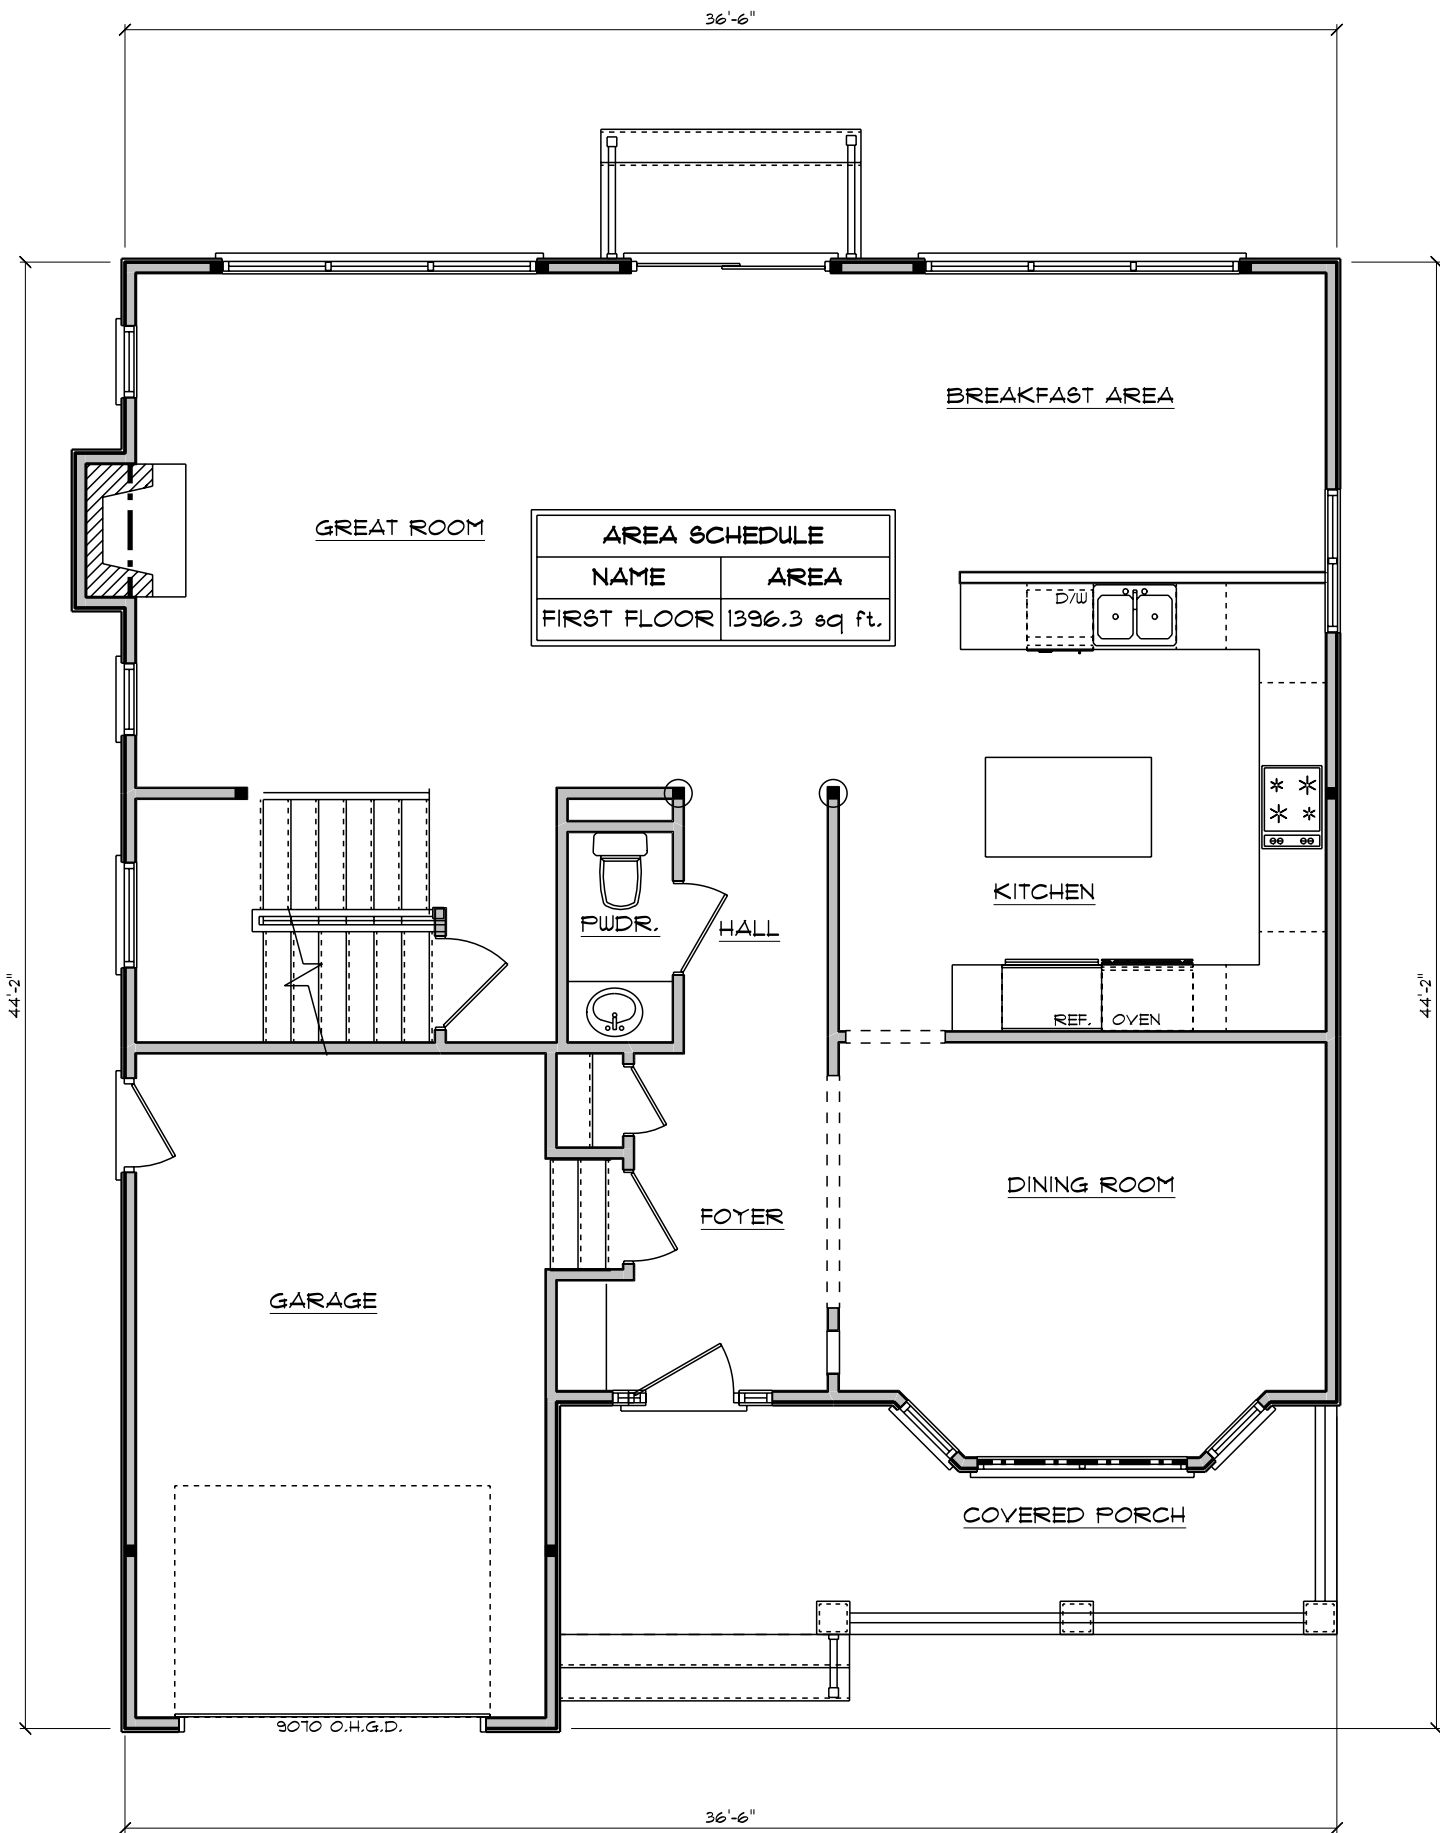 36'-6"
BREAKFAST AREA
GREAT ROOM
AREA SCHEDULE
NAME AREA
FIRST FLOOR 1396.3 sq ft.
D/W
KITCHEN
PWDR.
HALL
44'-2"
44'-2"
REF. OVEN
DINING ROOM
FOYER
GARAGE
COVERED PORCH
9070 O.H.G.D.
36'-6"